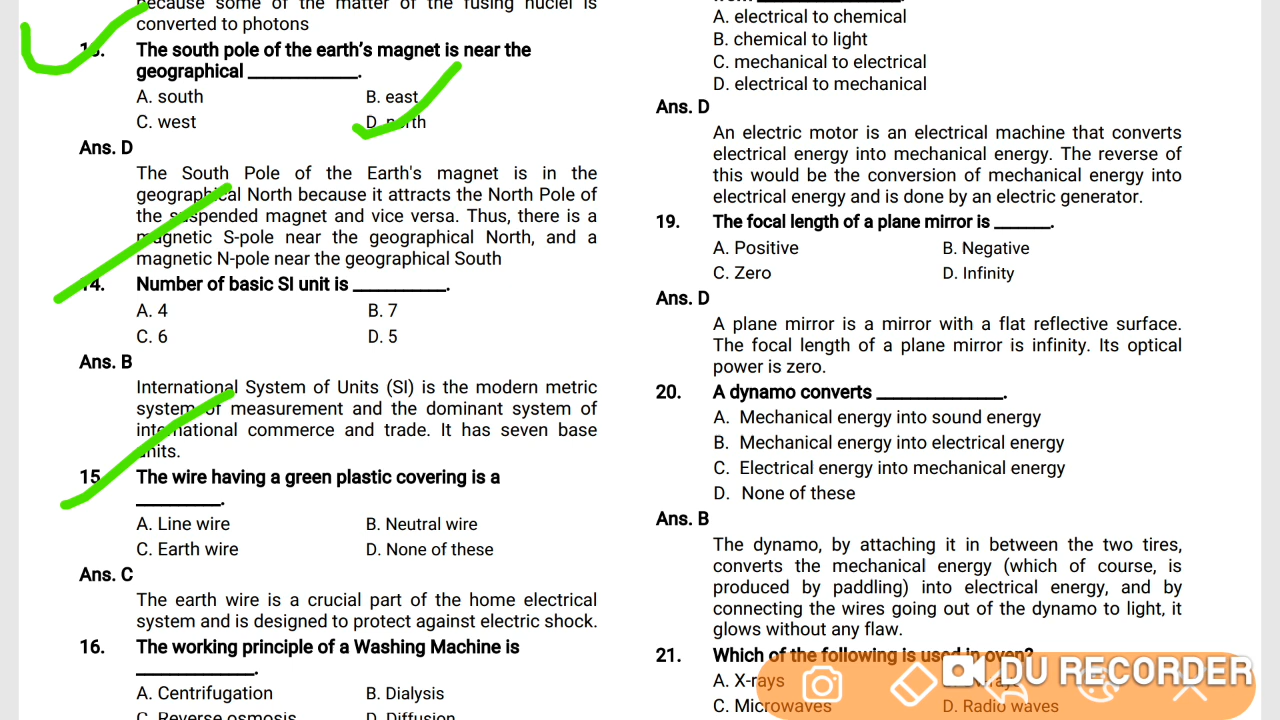 because some of the matter of the fusing nuclei is
converted to photons
13. The south pole of the earth's magnet is near the
geographical ____________.
A. south B. east
C. west D. north
Ans. D
The South Pole of the Earth's magnet is in the
geographical North because it attracts the North Pole of
the suspended magnet and vice versa. Thus, there is a
magnetic S-pole near the geographical North, and a
magnetic N-pole near the geographical South
14. Number of basic SI unit is __________.
A. 4 B. 7
C. 6 D. 5
Ans. B
International System of Units (SI) is the modern metric
system of measurement and the dominant system of
international commerce and trade. It has seven base
units.
15. The wire having a green plastic covering is a
__________.
A. Line wire B. Neutral wire
C. Earth wire D. None of these
Ans. C
The earth wire is a crucial part of the home electrical
system and is designed to protect against electric shock.
16. The working principle of a Washing Machine is
_____________.
A. Centrifugation B. Dialysis
C. Reverse osmosis D. Diffusion
A. electrical to chemical
B. chemical to light
C. mechanical to electrical
D. electrical to mechanical
Ans. D
An electric motor is an electrical machine that converts
electrical energy into mechanical energy. The reverse of
this would be the conversion of mechanical energy into
electrical energy and is done by an electric generator.
19. The focal length of a plane mirror is ______.
A. Positive B. Negative
C. Zero D. Infinity
Ans. D
A plane mirror is a mirror with a flat reflective surface.
The focal length of a plane mirror is infinity. Its optical
power is zero.
20. A dynamo converts ______________.
A. Mechanical energy into sound energy
B. Mechanical energy into electrical energy
C. Electrical energy into mechanical energy
D. None of these
Ans. B
The dynamo, by attaching it in between the two tires,
converts the mechanical energy (which of course, is
produced by paddling) into electrical energy, and by
connecting the wires going out of the dynamo to light, it
glows without any flaw.
21. Which of the following is used in oven?
A. X-rays
C. Microwaves D. Radio waves
DU RECORDER